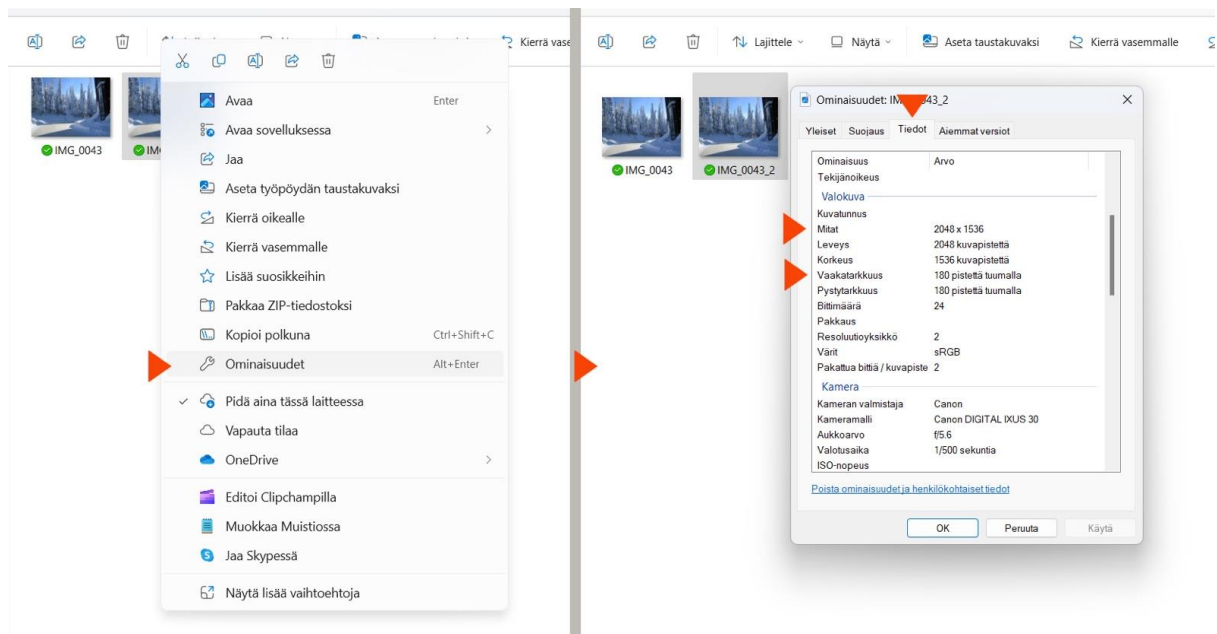 Kierrä vase
Avaa Enter
Avaa sovelluksessa
Jaa
Aseta työpöydän taustakuvaksi
Kierrä oikealle
Kierrä vasemmalle
Lisää suosikkeihin
Pakkaa ZIP-tiedostoksi
Kopioi polkuna Ctrl+Shift+C
Ominaisuudet Alt+Enter
Pidä aina tässä laitteessa
Vapauta tilaa
OneDrive
Editoi Clipchampilla
Muokkaa Muistiossa
Jaa Skypessä
Näytä lisää vaihtoehtoja
IMG_0043
IM
Lajittele Näytä Aseta taustakuvaksi Kierrä vasemmalle
IMG_0043 IMG_0043_2
Ominaisuudet: 43_2
Yleiset Suojaus Tiedot Aiemmat versiot
Ominaisuus Arvo
Tekijänoikeus
Valokuva
Kuvatunnus
Mitat 2048 x 1536
Leveys 2048 kuvapistettä
Korkeus 1536 kuvapistettä
Vaakatarkkuus 180 pistettä tuumalla
Pystytarkkuus 180 pistettä tuumalla
Bittimäärä 24
Pakkaus
Resoluutioyksikkö 2
Värit sRGB
Pakattua bittiä / kuvapiste 2
Kamera
Kameran valmistaja Canon
Kameramalli Canon DIGITAL IXUS 30
Aukkoarvo f/5.6
Valotusaika 1/500 sekuntia
ISO-nopeus
Poista ominaisuudet ja henkilökohtaiset tiedot
OK Peruuta Käytä